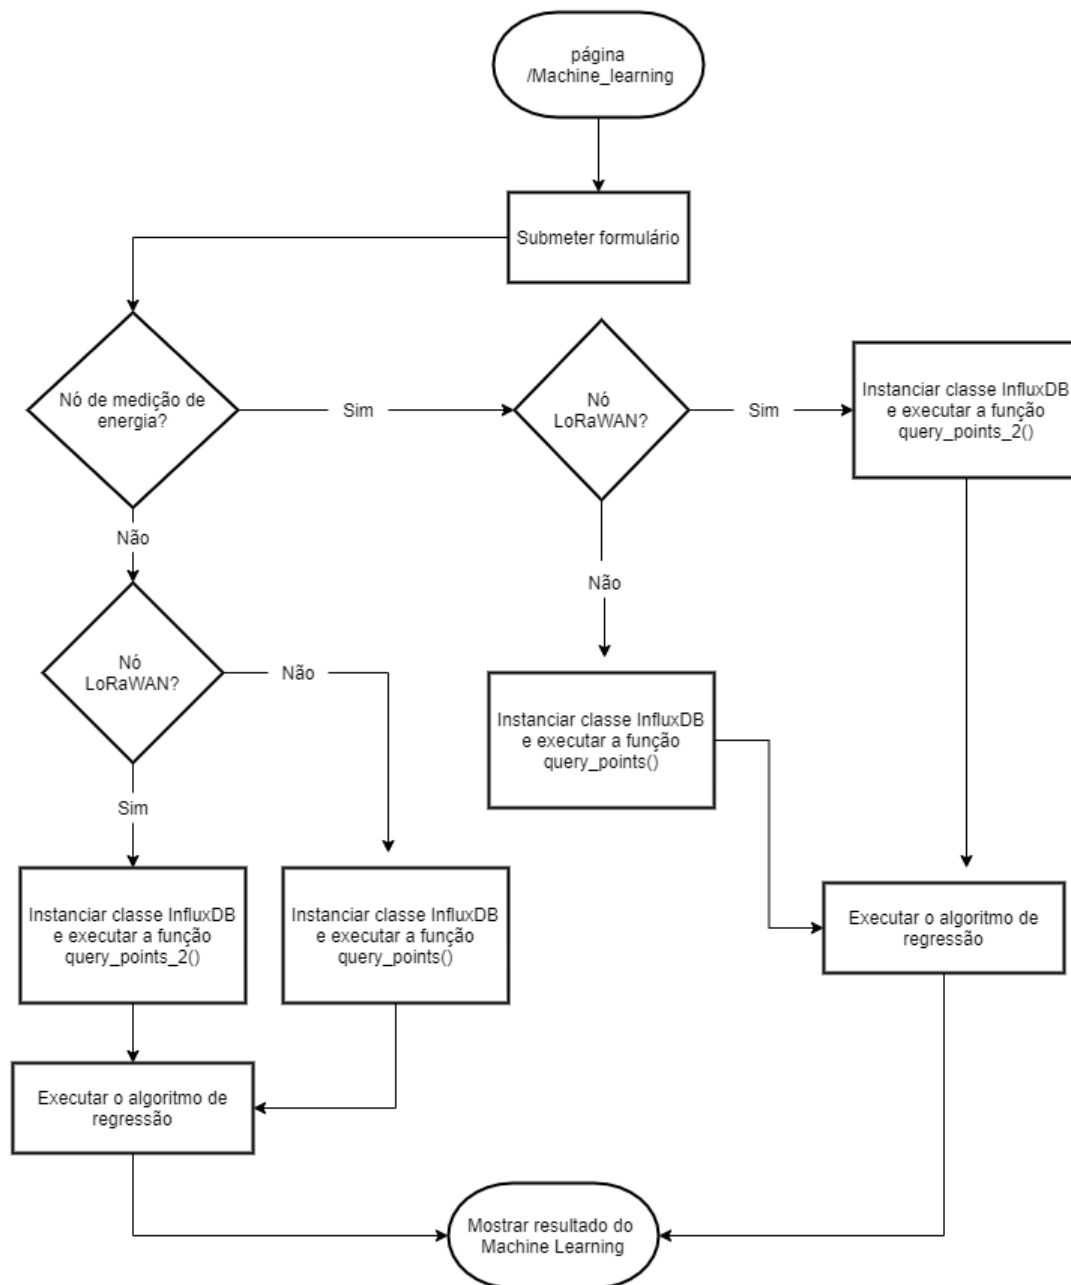 página
/Machine_learning
Submeter formulário
Nó de medição de
energia?
Sim
Nó
LoRaWAN?
Sim
Instanciar classe InfluxDB
e executar a função
query_points_2()
Não
Não
Nó
LoRaWAN?
Não
Instanciar classe InfluxDB
e executar a função
query_points()
Sim
Instanciar classe InfluxDB
e executar a função
query_points_2()
Instanciar classe InfluxDB
e executar a função
query_points()
Executar o algoritmo de
regressão
Executar o algoritmo de
regressão
Mostrar resultado do
Machine Learning